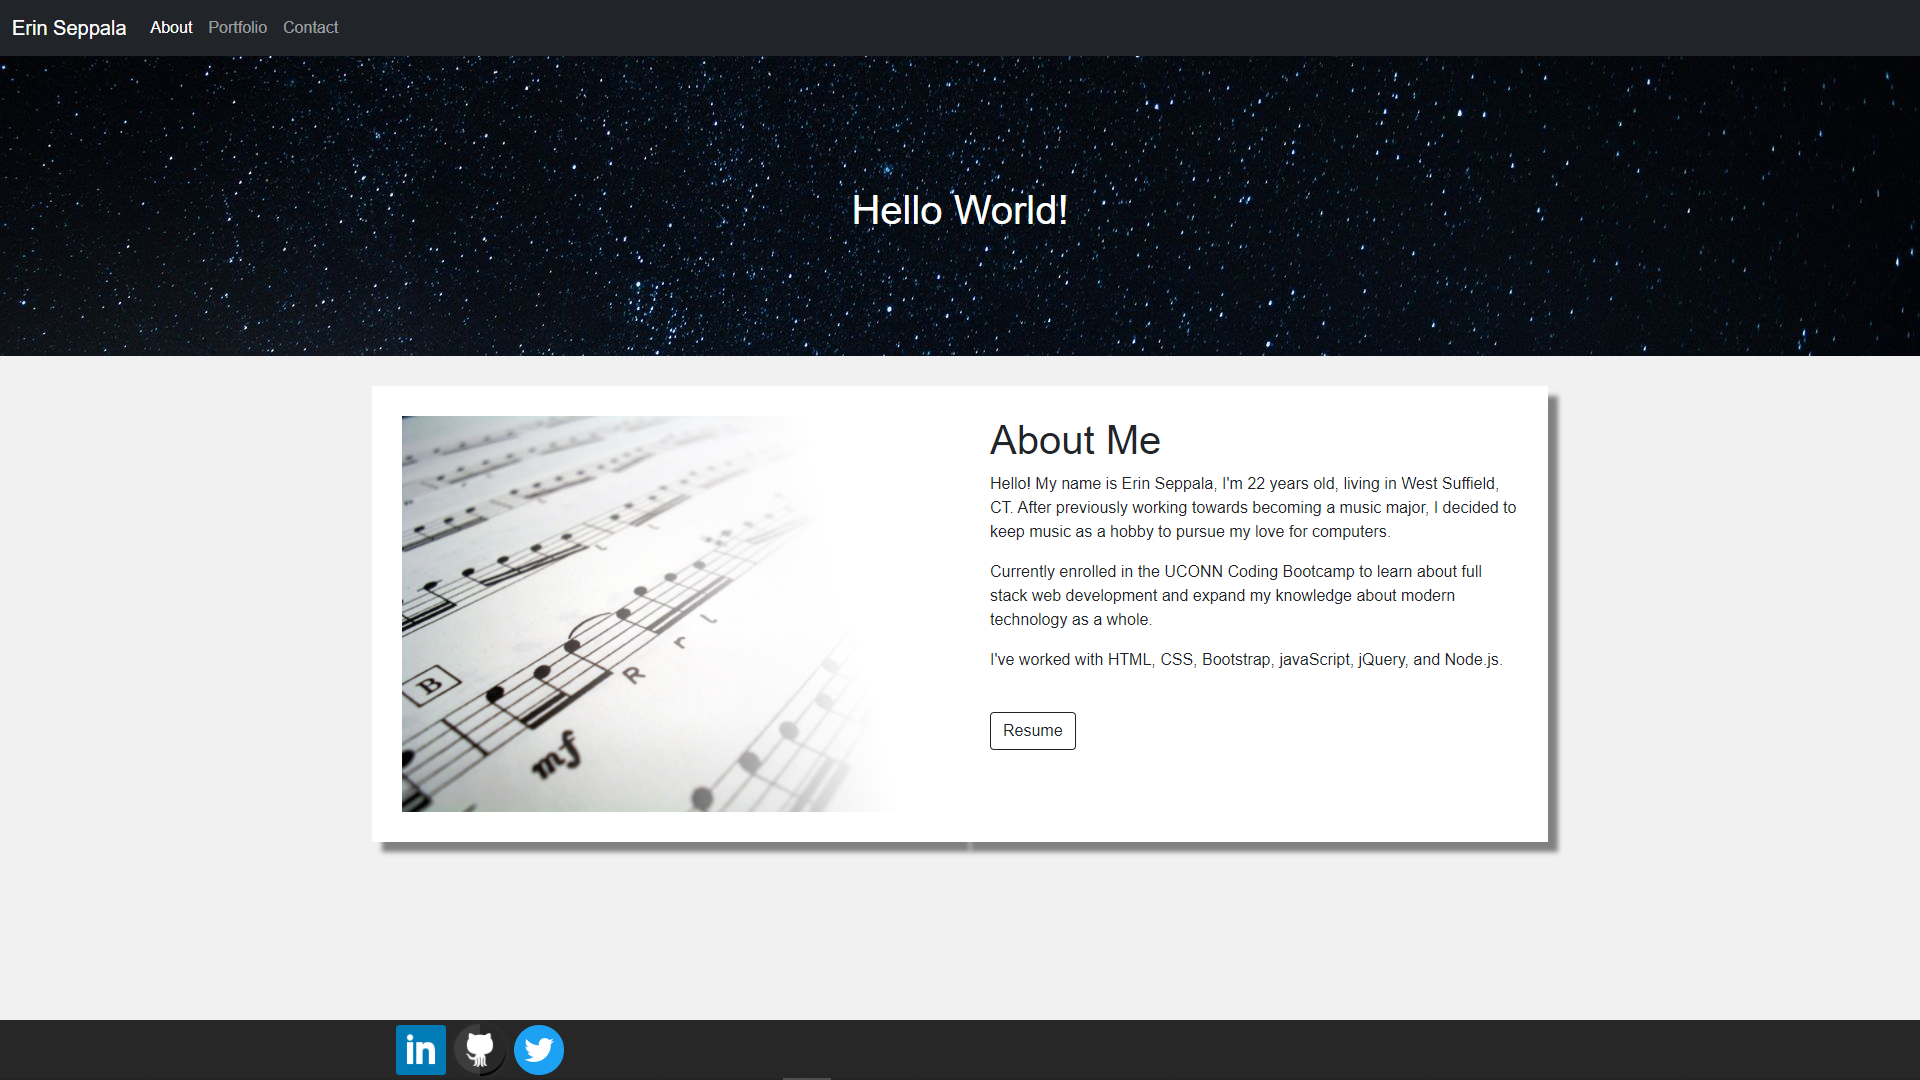 Erin Seppala About Portfolio Contact
Hello World!
About Me
Hello! My name is Erin Seppala, I'm 22 years old, living in West Suffield,
CT. After previously working towards becoming a music major, I decided to
keep music as a hobby to pursue my love for computers.
Currently enrolled in the UCONN Coding Bootcamp to learn about full
stack web development and expand my knowledge about modern
technology as a whole.
I've worked with HTML, CSS, Bootstrap, javaScript, jQuery, and Node.js.
Resume
R r l
B
mf
in